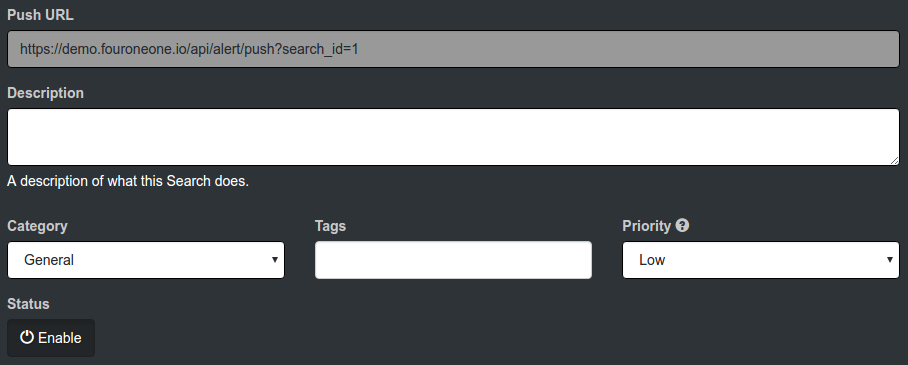 Push URL
https://demo.fouroneone.io/api/alert/push?search_id=1
Description
A description of what this Search does.
Category Tags Priority
General Low
Status
Enable